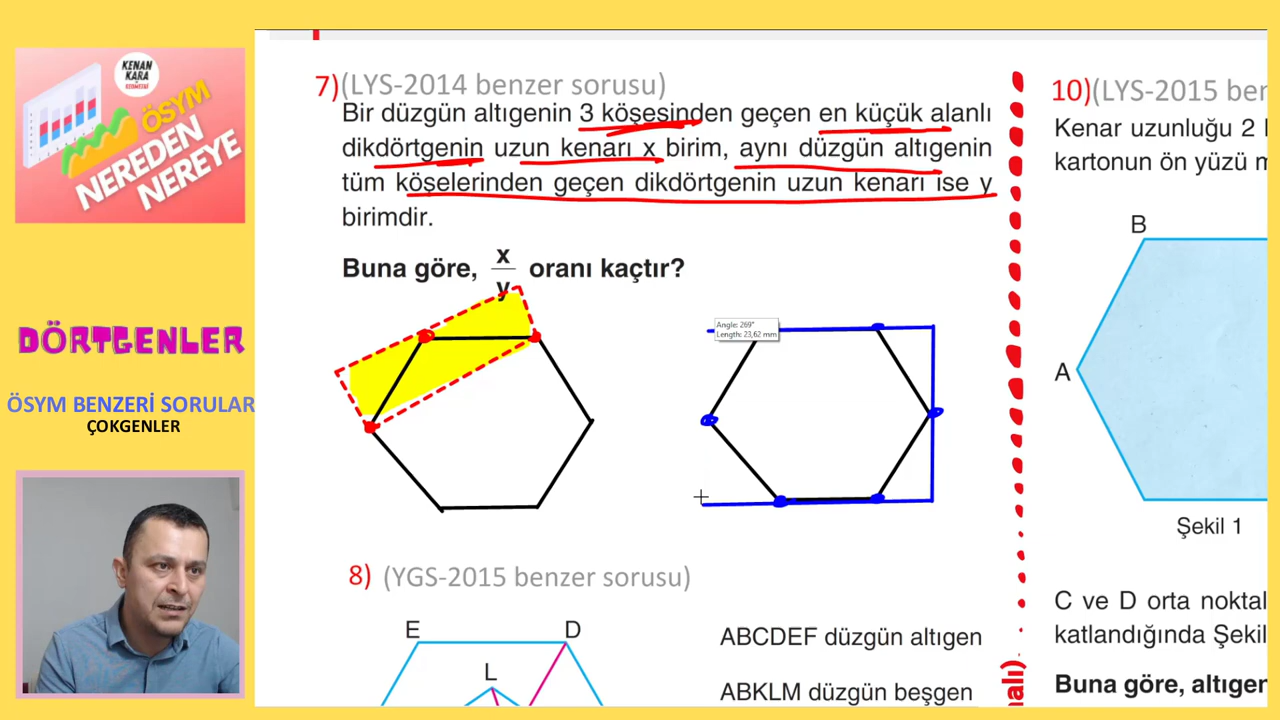 KENAN
KARA
ÖSYM
NEREDEN
NEREYE
DÖRTGENLER
ÖSYM BENZERİ SORULAR
ÇOKGENLER
7)(LYS-2014 benzer sorusu)
Bir düzgün altıgenin 3 köşesinden geçen en küçük alanlı
dikdörtgenin uzun kenarı x birim, aynı düzgün altıgenin
tüm köşelerinden geçen dikdörtgenin uzun kenarı ise y
birimdir.
Buna göre, x/y oranı kaçtır?
Angle: 269°
Length: 23,62 mm
8) (YGS-2015 benzer sorusu)
E
D
L
ABCDEF düzgün altıgen
ABKLM düzgün beşgen
10)(LYS-2015 ber
Kenar uzunluğu 2
kartonun ön yüzü
B
A
Şekil 1
C ve D orta noktal
katlandığında Şekil
Buna göre, altıger
nalı)